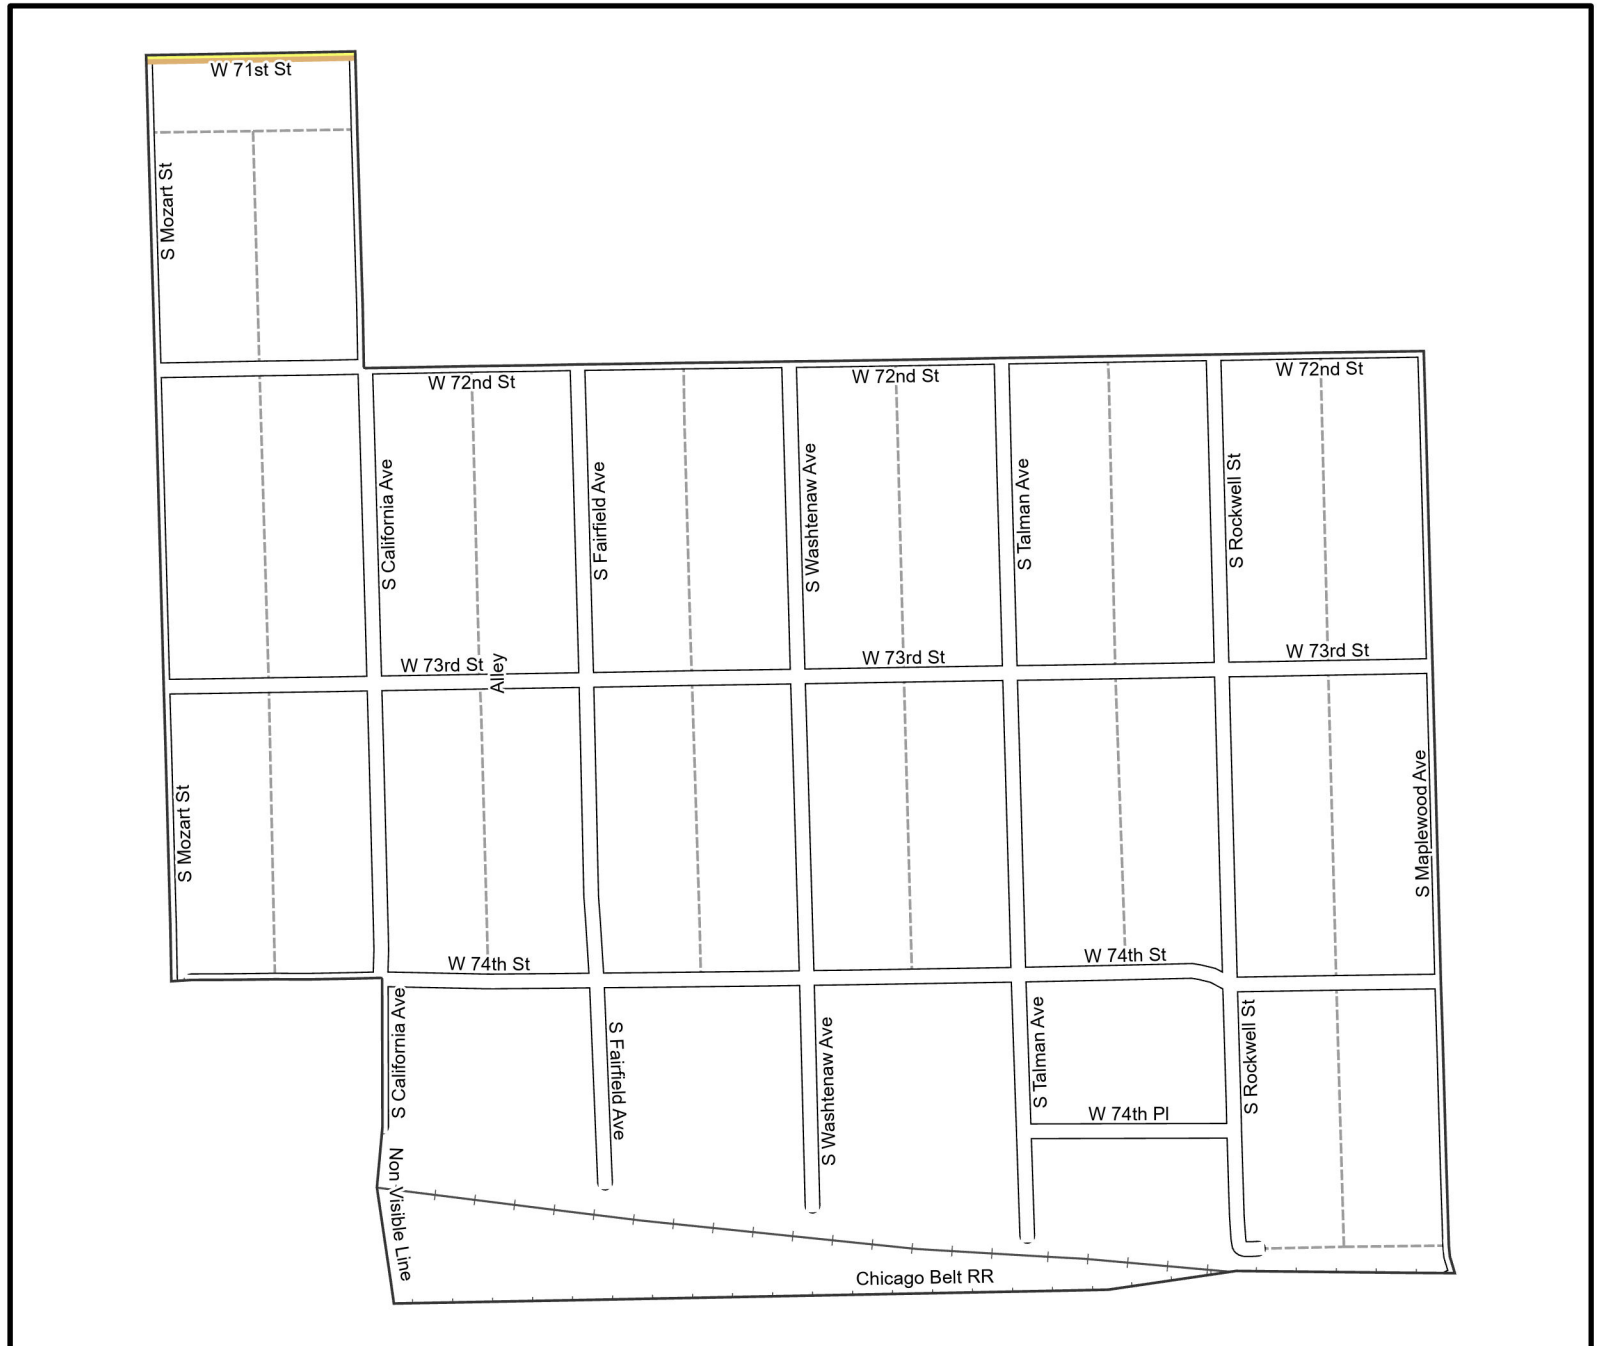 W 71st St
S Mozart St
W 72nd St
W 72nd St
W 72nd St
S California Ave
S Fairfield Ave
S Washtenaw Ave
S Talman Ave
S Rockwell St
W 73rd St
Alley
W 73rd St
W 73rd St
S Mozart St
S Maplewood Ave
W 74th St
W 74th St
S California Ave
S Fairfield Ave
S Washtenaw Ave
S Talman Ave
S Rockwell St
W 74th Pl
Non Visible Line
Chicago Belt RR